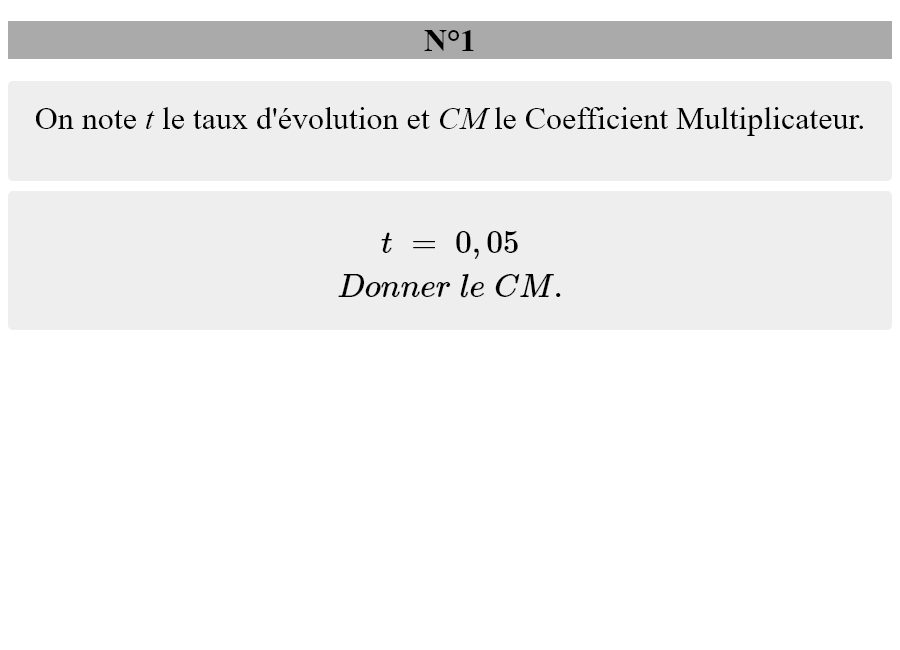 N°1
On note t le taux d'évolution et CM le Coefficient Multiplicateur.
t = 0,05
Donner le CM.